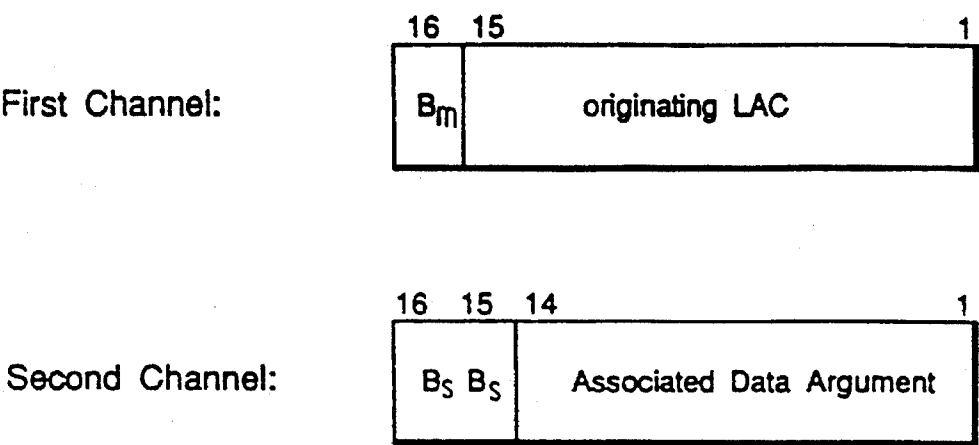 16 15 1
First Channel: Bm originating LAC
16 15 14 1
Second Channel: BS BS Associated Data Argument